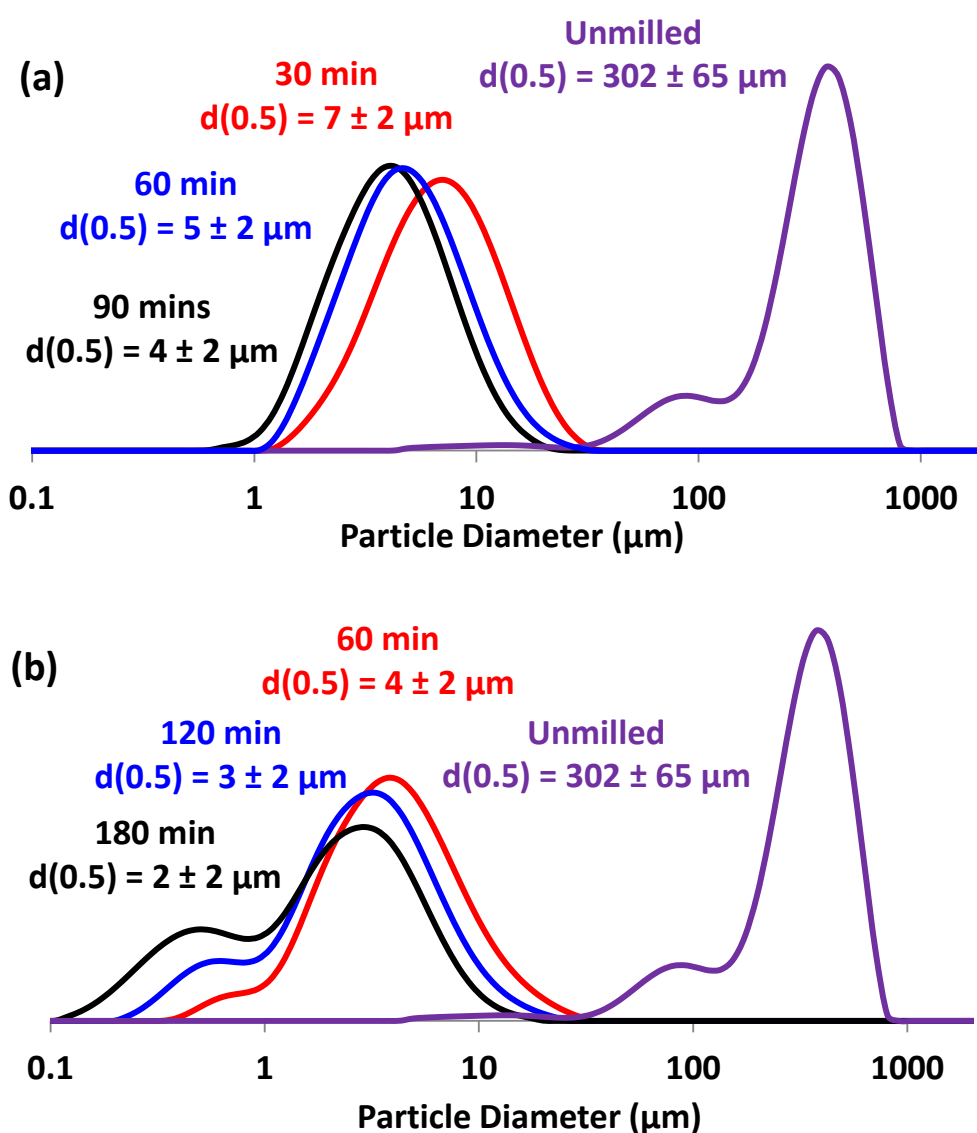 (a)
Unmilled
d(0.5) = 302 ± 65 µm
30 min
d(0.5) = 7 ± 2 µm
60 min
d(0.5) = 5 ± 2 µm
90 mins
d(0.5) = 4 ± 2 µm
0.1 1 10 100 1000
Particle Diameter (µm)
(b)
60 min
d(0.5) = 4 ± 2 µm
120 min
d(0.5) = 3 ± 2 µm
Unmilled
d(0.5) = 302 ± 65 µm
180 min
d(0.5) = 2 ± 2 µm
0.1 1 10 100 1000
Particle Diameter (µm)